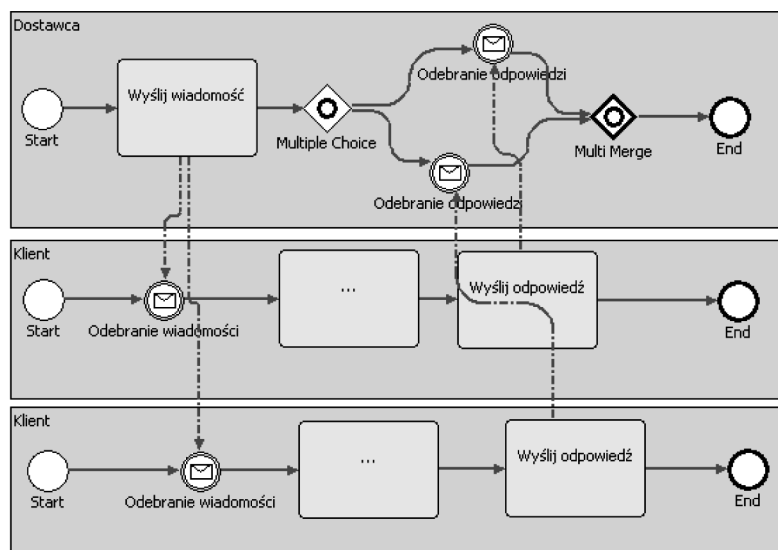 Dostawca
Odebranie odpowiedzi
Wyślij wiadomość
Start
Multiple Choice
Multi Merge
End
Odebranie odpowiedzi
Klient
...
Wyślij odpowiedź
Start
Odebranie wiadomości
End
Klient
...
Wyślij odpowiedź
Start
Odebranie wiadomości
End